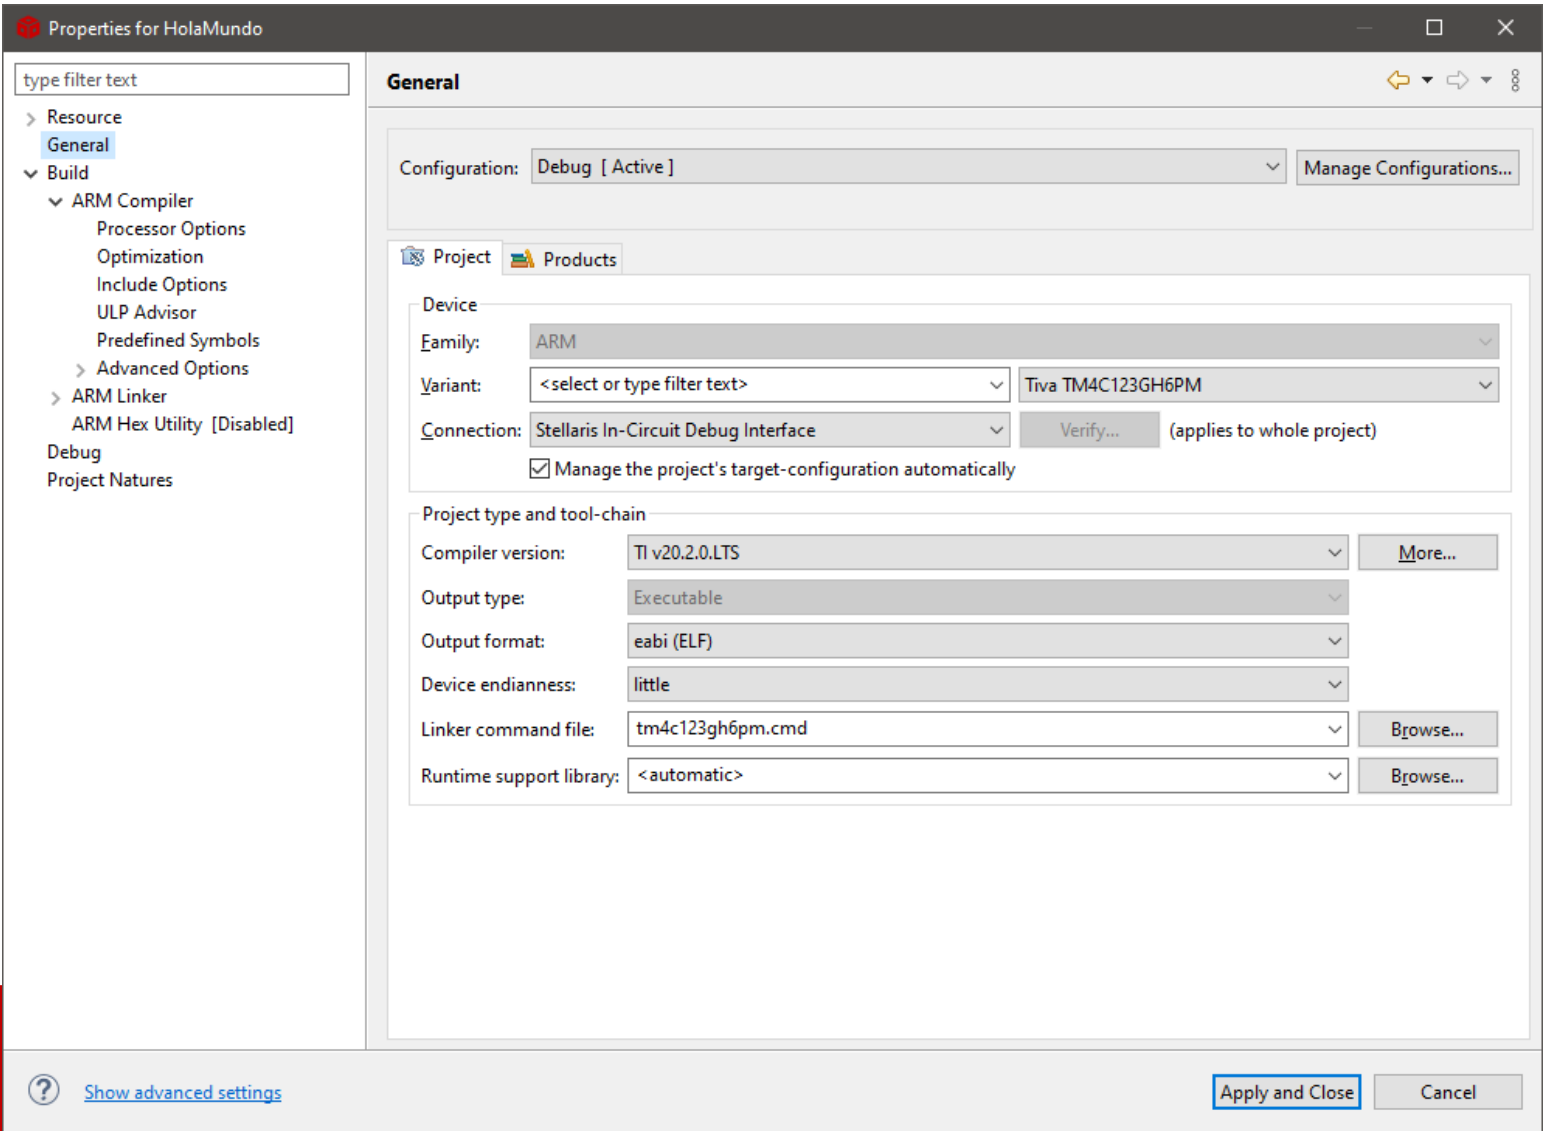 Properties for HolaMundo
type filter text
Resource
General
Build
ARM Compiler
Processor Options
Optimization
Include Options
ULP Advisor
Predefined Symbols
Advanced Options
ARM Linker
ARM Hex Utility [Disabled]
Debug
Project Natures
General
Configuration: Debug [ Active ] Manage Configurations...
Project Products
Device
Family: ARM
Variant: <select or type filter text> Tiva TM4C123GH6PM
Connection: Stellaris In-Circuit Debug Interface Verify... (applies to whole project)
Manage the project's target-configuration automatically
Project type and tool-chain
Compiler version: TI v20.2.0.LTS More...
Output type: Executable
Output format: eabi (ELF)
Device endianness: little
Linker command file: tm4c123gh6pm.cmd Browse...
Runtime support library: <automatic> Browse...
? Show advanced settings Apply and Close Cancel